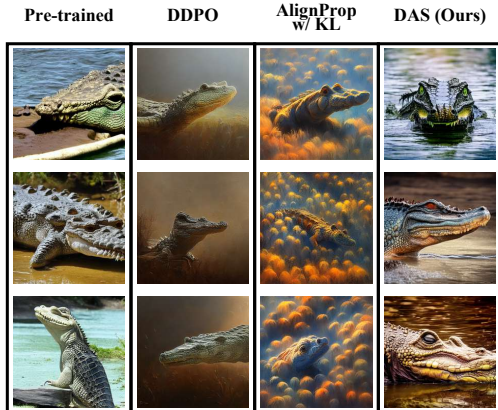 Pre-trained
DDPO
AlignProp
w/ KL
DAS (Ours)